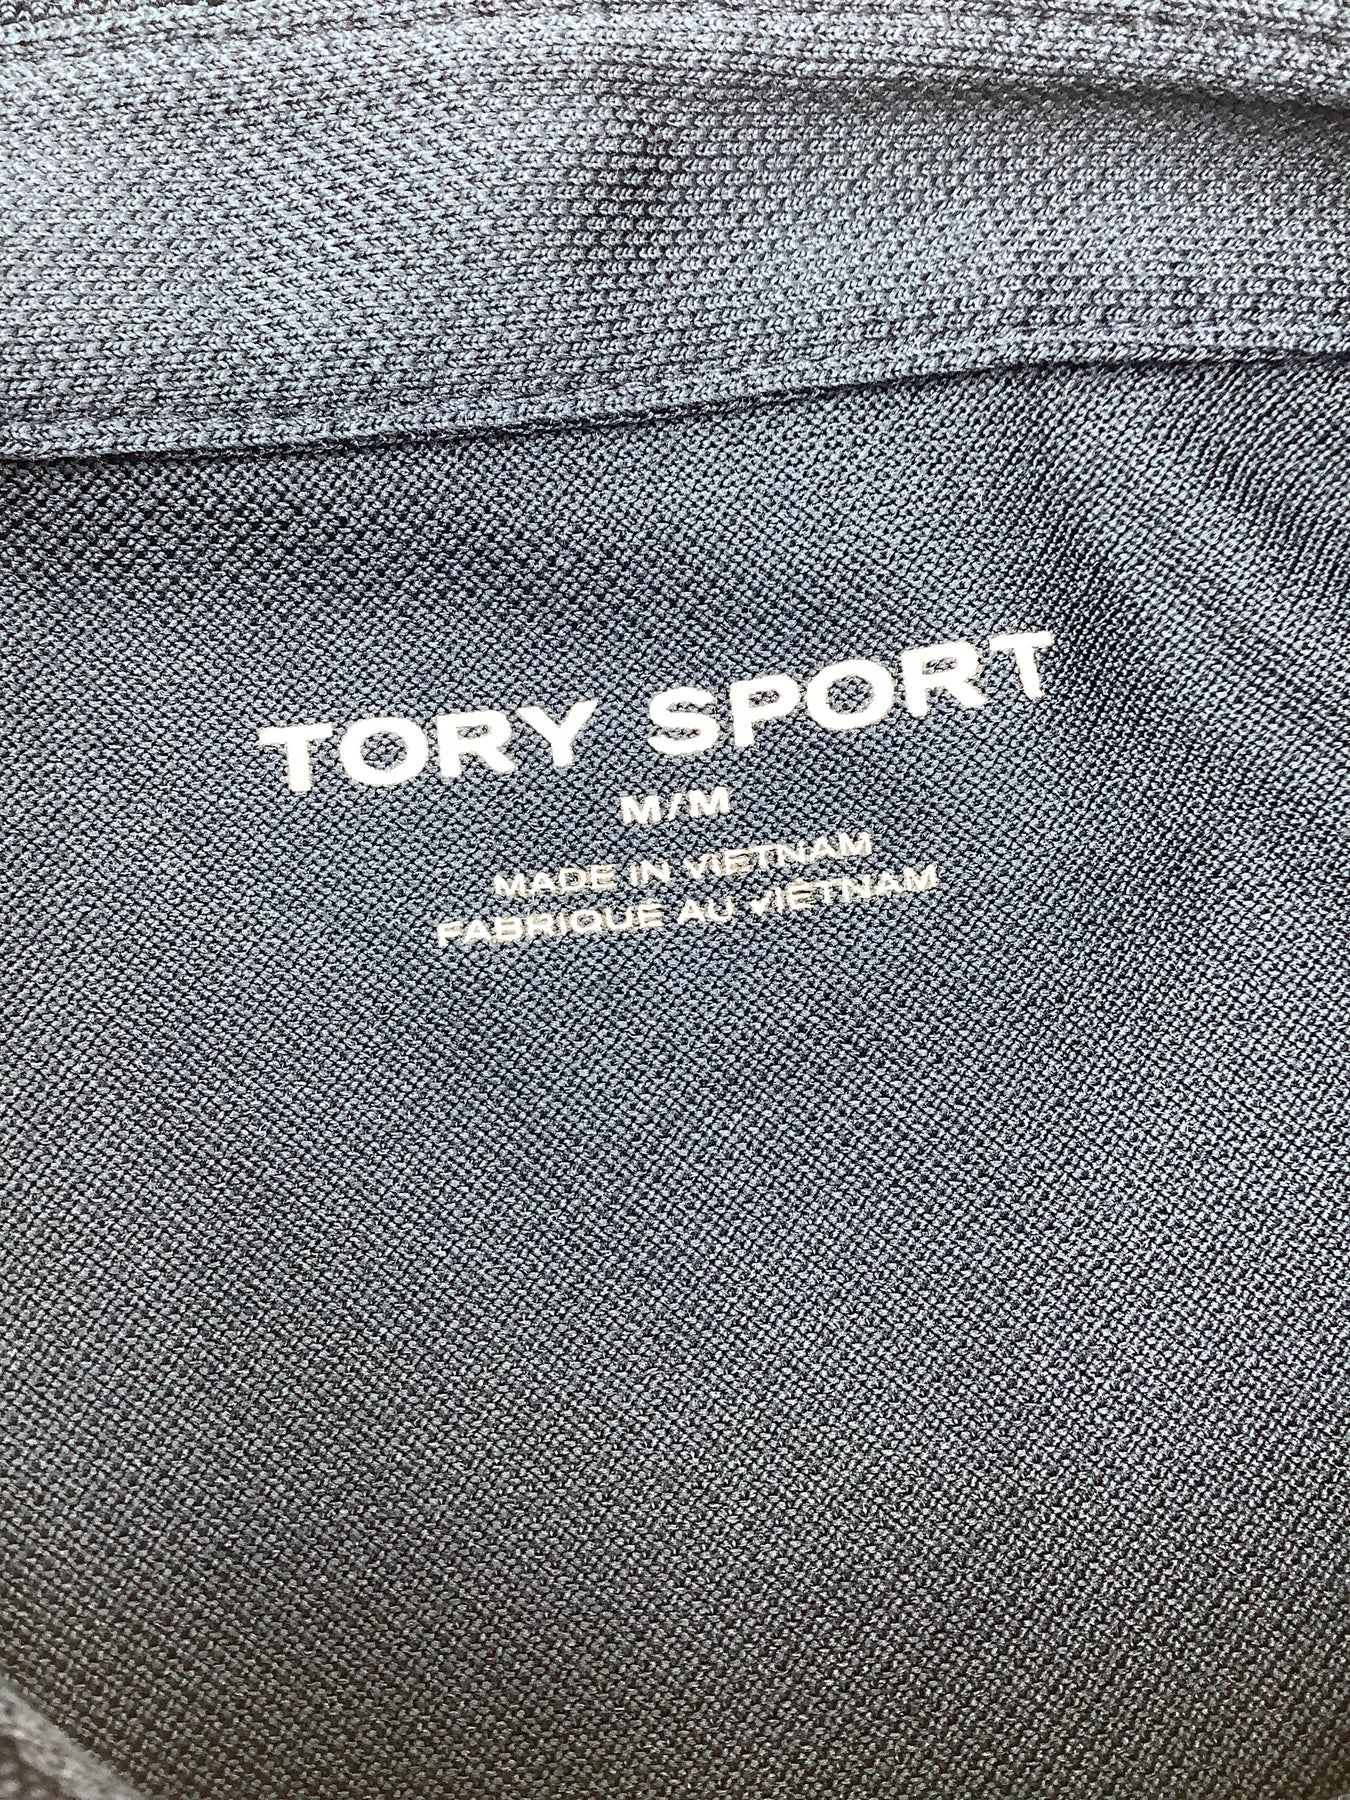 TORY SPORT
M/M
MADE IN VIETNAM
FABRIQUÉ AU VIETNAM